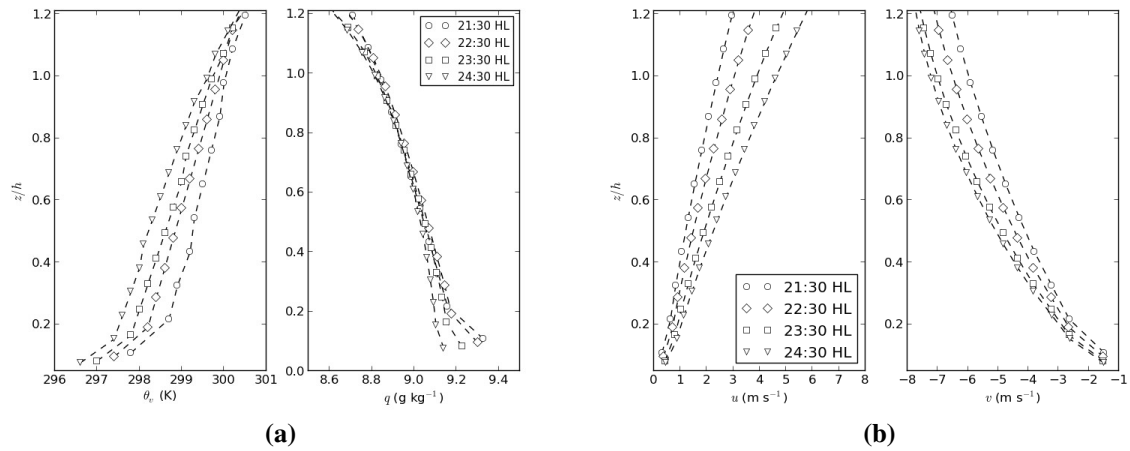 1.2
1.0
0.8
0.6
0.4
0.2
z/h
296 297 298 299 300 301
θv (K)
1.2
1.0
0.8
0.6
0.4
0.2
0.0
8.6 8.8 9.0 9.2 9.4
q (g kg⁻¹)
21:30 HL
22:30 HL
23:30 HL
24:30 HL
(a)
1.2
1.0
0.8
0.6
0.4
0.2
0.0
z/h
0 1 2 3 4 5 6 7 8
u (m s⁻¹)
21:30 HL
22:30 HL
23:30 HL
24:30 HL
1.2
1.0
0.8
0.6
0.4
0.2
−8 −7 −6 −5 −4 −3 −2 −1
v (m s⁻¹)
(b)